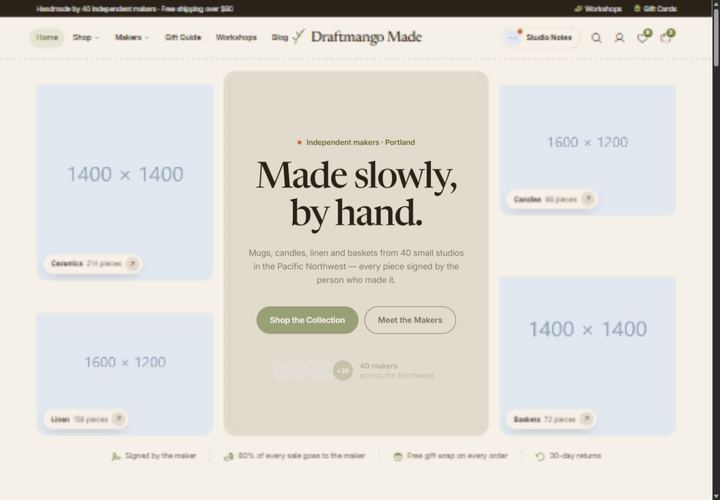 Handmade by 40 independent makers · Free shipping over $90
Workshops
Gift Cards
Home
Shop
Makers
Gift Guide
Workshops
Blog
Draftmango Made
Studio Notes
1400 × 1400
Ceramics 214 pieces
1600 × 1200
Linen 158 pieces
Independent makers · Portland
Made slowly,
by hand.
Mugs, candles, linen and baskets from 40 small studios
in the Pacific Northwest — every piece signed by the
person who made it.
Shop the Collection
Meet the Makers
+36
40 makers
across the Northwest
1600 × 1200
Candles 96 pieces
1400 × 1400
Baskets 72 pieces
Signed by the maker
80% of every sale goes to the maker
Free gift wrap on every order
30-day returns